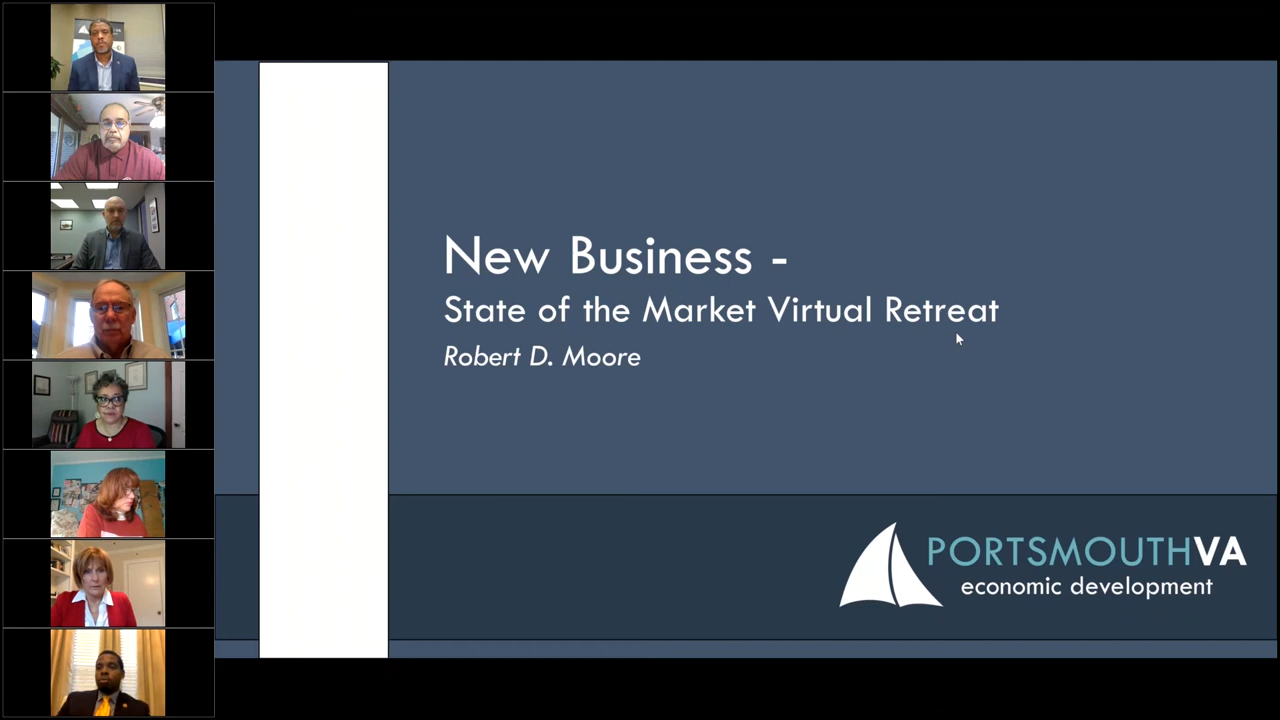 New Business -
State of the Market Virtual Retreat
Robert D. Moore
PORTSMOUTHVA
economic development